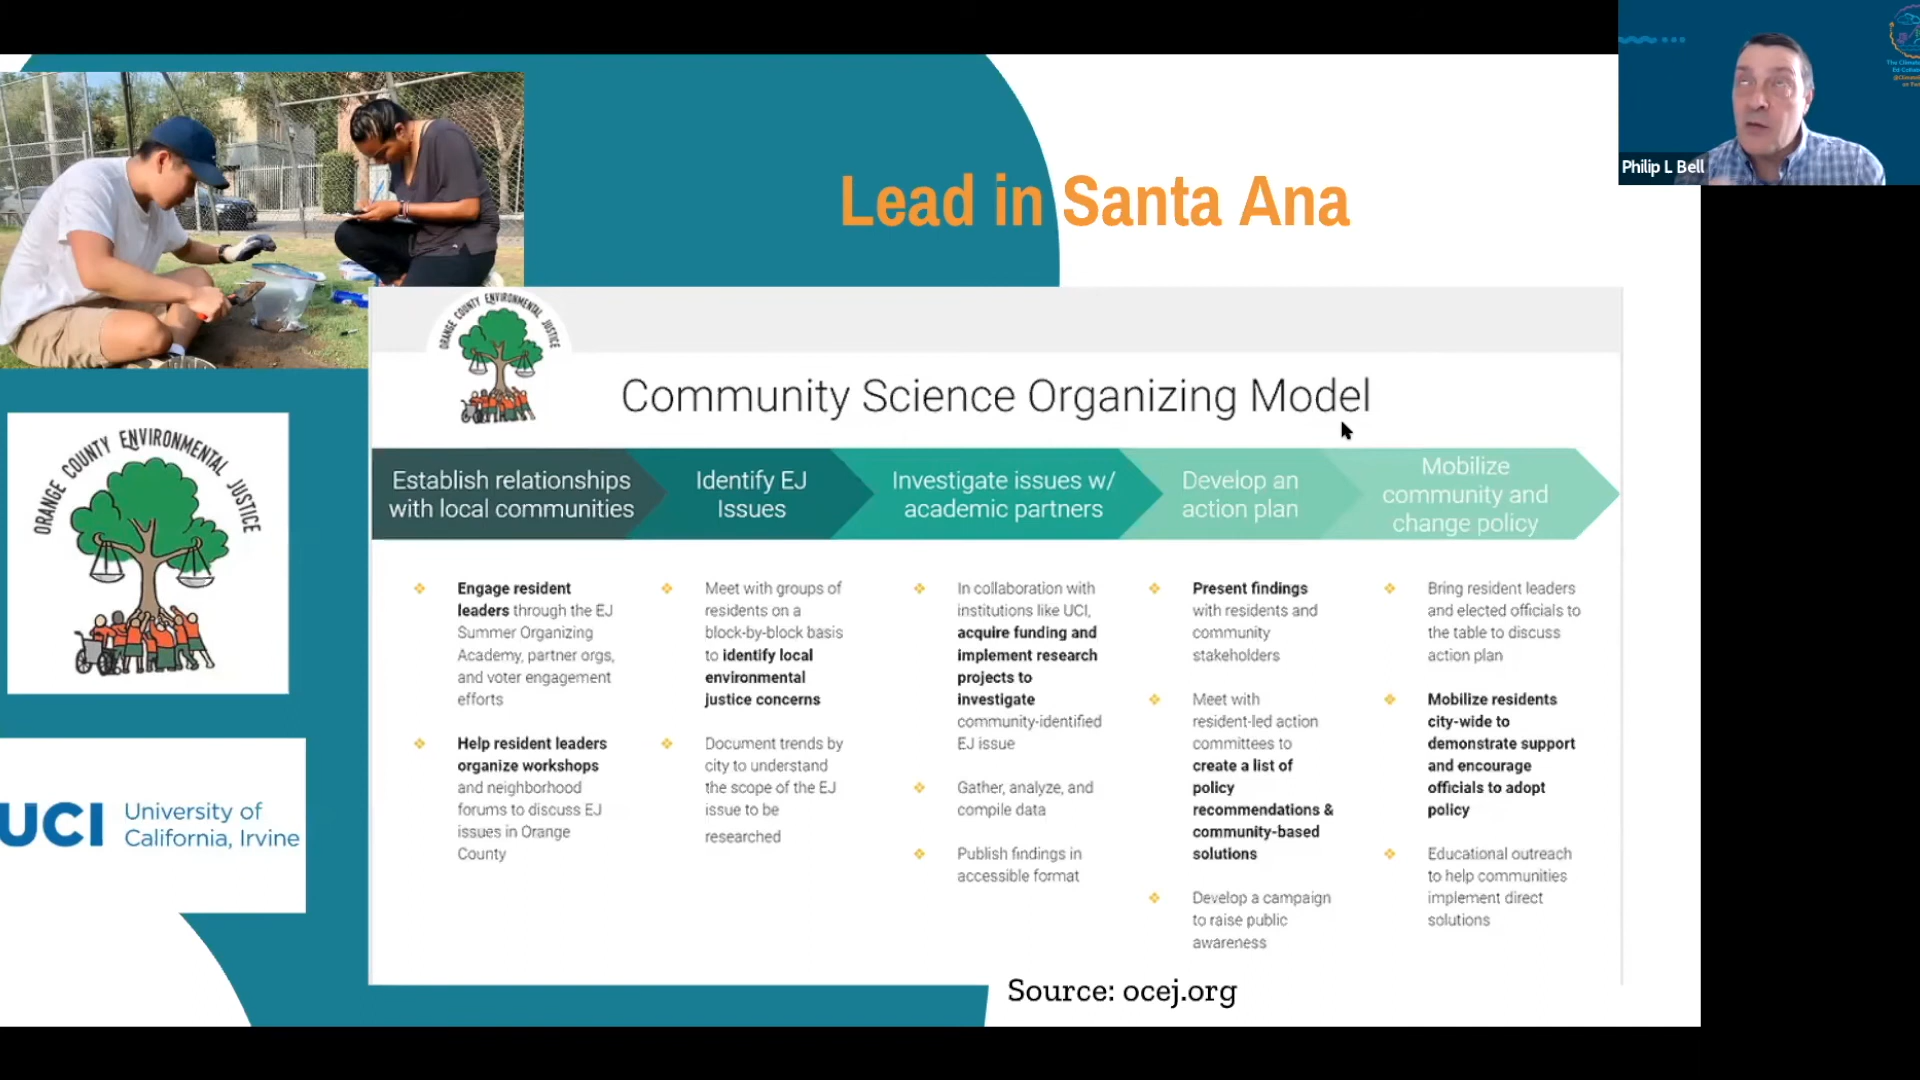 Lead in Santa Ana
Philip L Bell
ORANGE COUNTY ENVIRONMENTAL JUSTICE
Community Science Organizing Model
Establish relationships
with local communities
Identify EJ
Issues
Investigate issues w/
academic partners
Develop an
action plan
Mobilize
community and
change policy
Engage resident
leaders through the EJ
Summer Organizing
Academy, partner orgs,
and voter engagement
efforts
Help resident leaders
organize workshops
and neighborhood
forums to discuss EJ
issues in Orange
County
Meet with groups of
residents on a
block-by-block basis
to identify local
environmental
justice concerns
Document trends by
city to understand
the scope of the EJ
issue to be
researched
In collaboration with
institutions like UCI,
acquire funding and
implement research
projects to
investigate
community-identified
EJ issue
Gather, analyze, and
compile data
Publish findings in
accessible format
Present findings
with residents and
community
stakeholders
Meet with
resident-led action
committees to
create a list of
policy
recommendations &
community-based
solutions
Develop a campaign
to raise public
awareness
Bring resident leaders
and elected officials to
the table to discuss
action plan
Mobilize residents
city-wide to
demonstrate support
and encourage
officials to adopt
policy
Educational outreach
to help communities
implement direct
solutions
ORANGE COUNTY ENVIRONMENTAL JUSTICE
UCI
University of
California, Irvine
Source: ocej.org